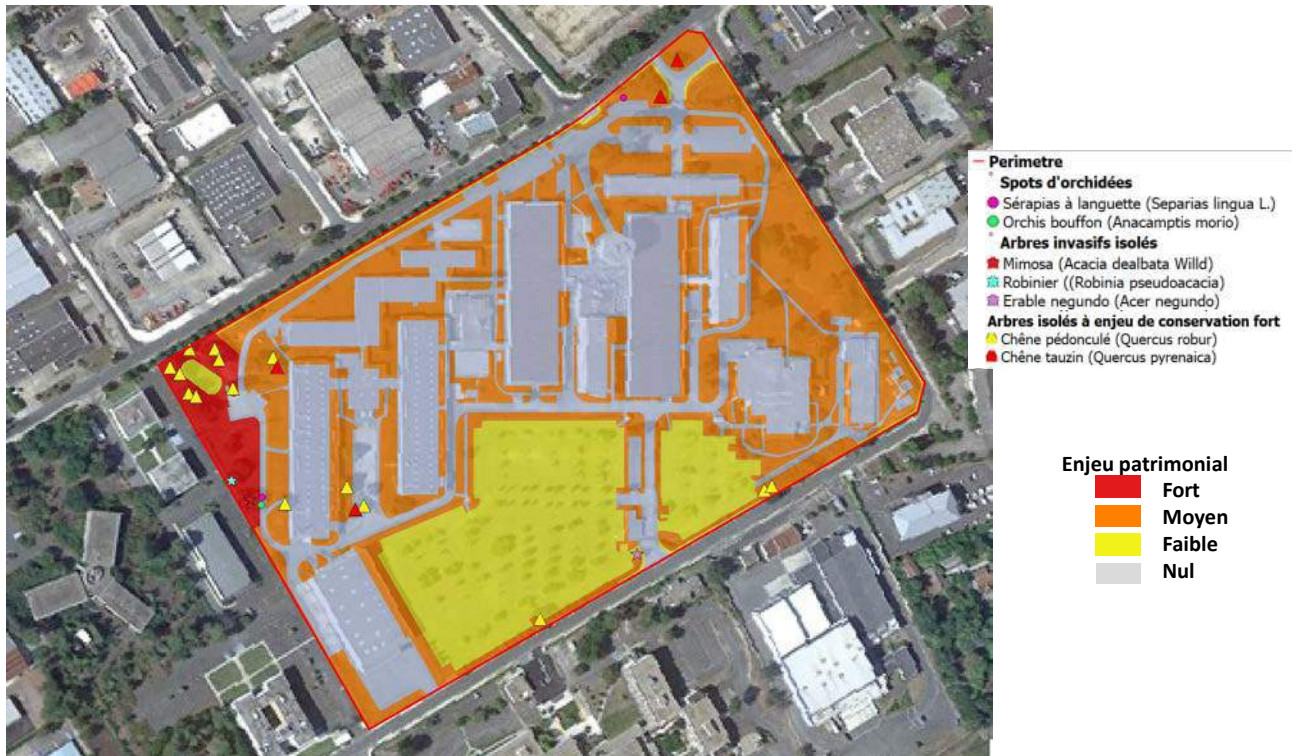 Perimetre
Spots d'orchidées
Sérapias à languette (Separias lingua L.)
Orchis bouffon (Anacamptis morio)
Arbres invasifs isolés
Mimosa (Acacia dealbata Willd)
Robinier ((Robinia pseudoacacia)
Erable negundo (Acer negundo)
Arbres isolés à enjeu de conservation fort
Chêne pédonculé (Quercus robur)
Chêne tauzin (Quercus pyrenaica)
Enjeu patrimonial
Fort
Moyen
Faible
Nul